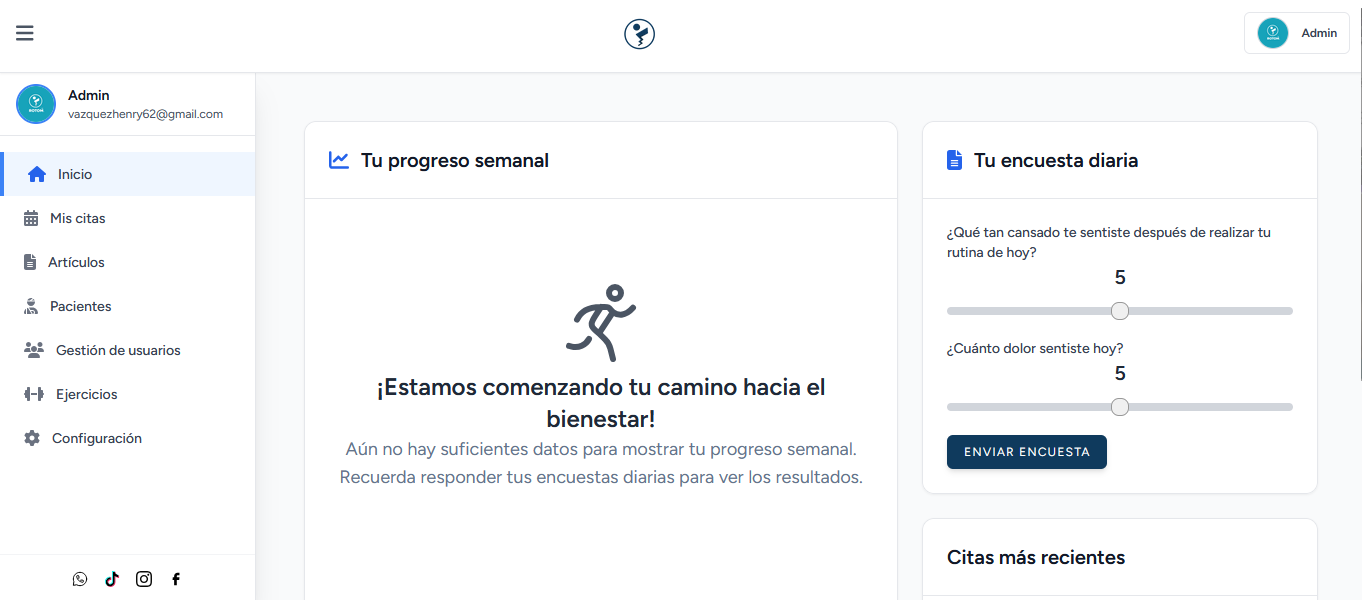 Admin
Admin
vazquezhenry62@gmail.com
Inicio
Mis citas
Artículos
Pacientes
Gestión de usuarios
Ejercicios
Configuración
Tu progreso semanal
¡Estamos comenzando tu camino hacia el
bienestar!
Aún no hay suficientes datos para mostrar tu progreso semanal.
Recuerda responder tus encuestas diarias para ver los resultados.
Tu encuesta diaria
¿Qué tan cansado te sentiste después de realizar tu
rutina de hoy?
5
¿Cuánto dolor sentiste hoy?
5
ENVIAR ENCUESTA
Citas más recientes